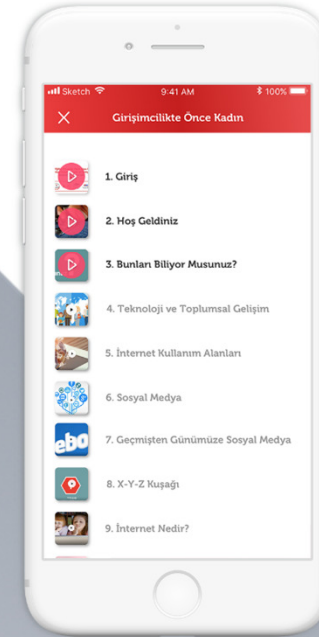 Sketch 9:41 AM 100%
Girişimcilikte Önce Kadın
1. Giriş
2. Hoş Geldiniz
3. Bunları Biliyor Musunuz?
4. Teknoloji ve Toplumsal Gelişim
5. İnternet Kullanım Alanları
6. Sosyal Medya
7. Geçmişten Günümüze Sosyal Medya
ebo
8. X-Y-Z Kuşağı
9. İnternet Nedir?